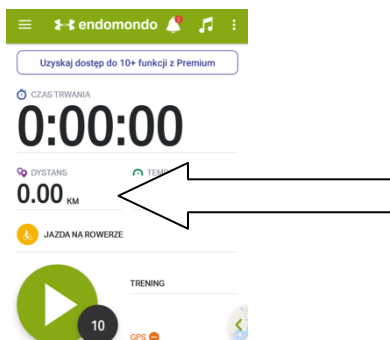 endomondo
2
Uzyskaj dostęp do 10+ funkcji z Premium
CZAS TRWANIA
0:00:00
DYSTANS
0.00 KM
JAZDA NA ROWERZE
TRENING
10
GPS